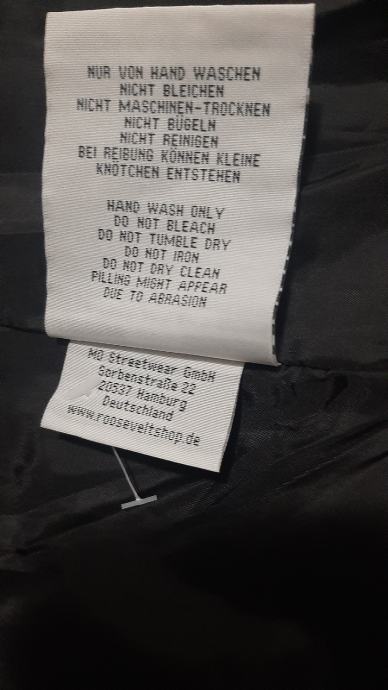 NUR VON HAND WASCHEN
NICHT BLEICHEN
NICHT MASCHINEN-TROCKNEN
NICHT BÜGELN
NICHT REINIGEN
BEI REIBUNG KÖNNEN KLEINE
KNÖTCHEN ENTSTEHEN
HAND WASH ONLY
DO NOT BLEACH
DO NOT TUMBLE DRY
DO NOT IRON
DO NOT DRY CLEAN
PILLING MIGHT APPEAR
DUE TO ABRASION
MO Streetwear GmbH
Sorbenstraße 22
20537 Hamburg
Deutschland
www.rooseveltshop.de